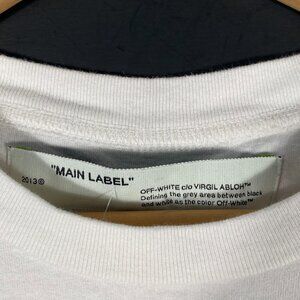 "MAIN LABEL"
2013©
OFF-WHITE c/o VIRGIL ABLOH™
Defining the grey area between black
and white as the color Off-White™